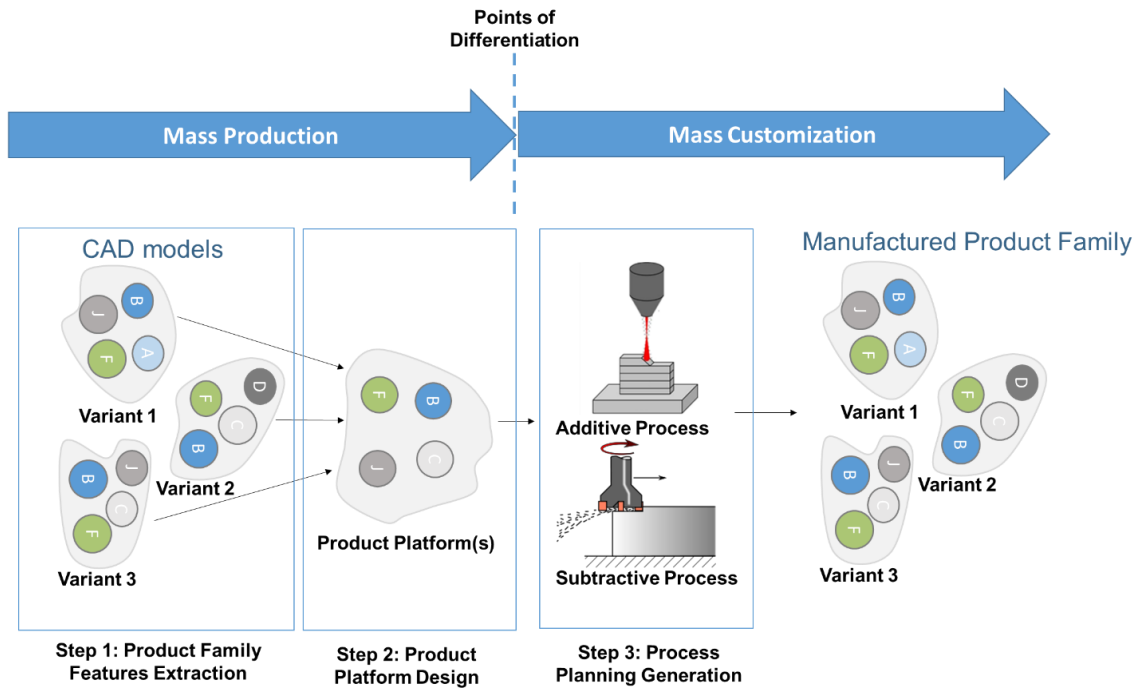 Points of
Differentiation
Mass Production
Mass Customization
CAD models
B
J
F
A
Variant 1
D
F
C
B
Variant 2
B
J
C
F
Variant 3
Step 1: Product Family
Features Extraction
F
B
J
C
Product Platform(s)
Step 2: Product
Platform Design
Additive Process
Subtractive Process
Step 3: Process
Planning Generation
Manufactured Product Family
B
J
F
A
Variant 1
D
F
C
B
Variant 2
B
J
C
F
Variant 3